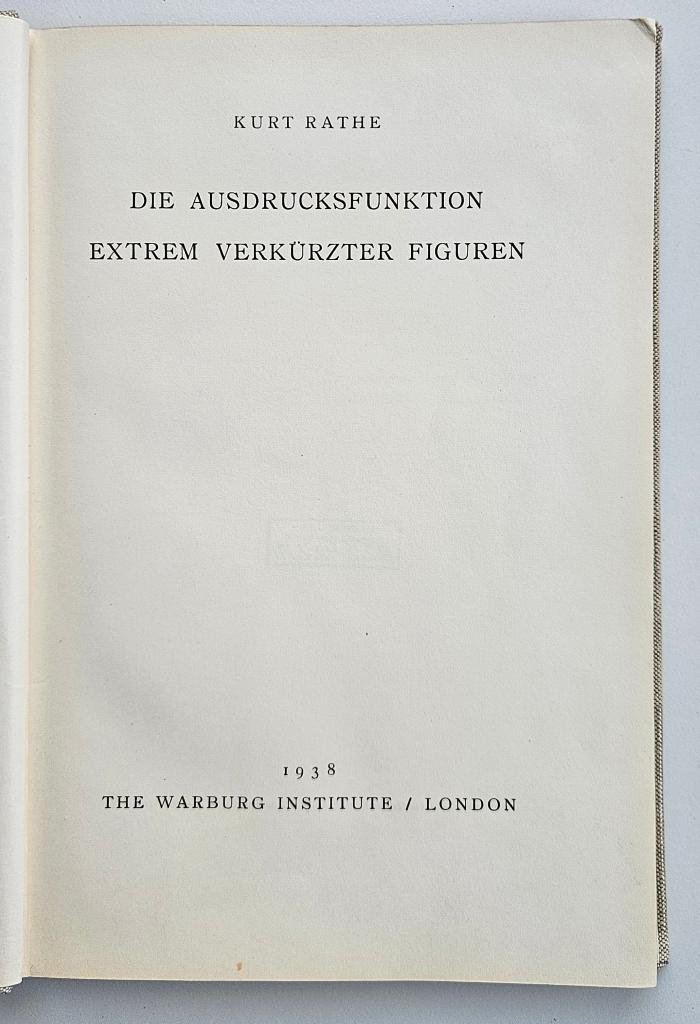 KURT RATHE
DIE AUSDRUCKSFUNKTION
EXTREM VERKÜRZTER FIGUREN
1938
THE WARBURG INSTITUTE / LONDON